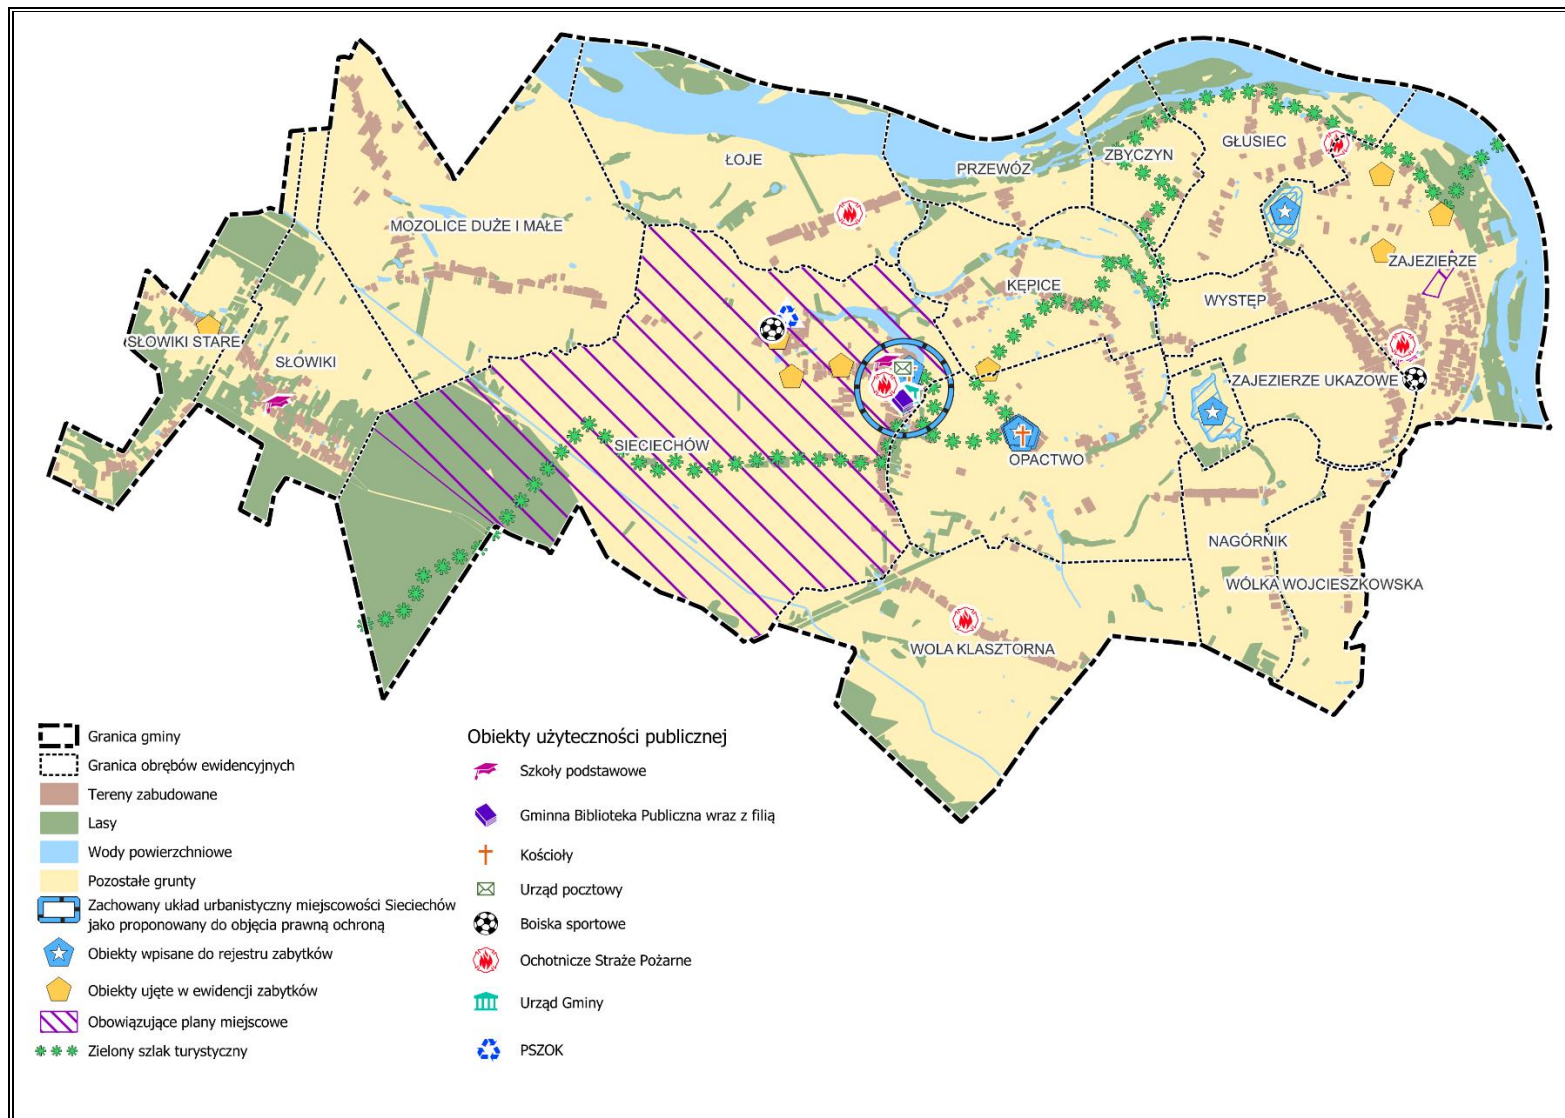 ŁOJE
PRZEWÓZ
ZBYCZYN
GŁUSIEC
MOZOLICE DUŻE I MAŁE
ZAJEZIERZE
KĘPICE
WYSTĘP
SŁOWIKI STARE
SŁOWIKI
ZAJEZIERZE UKAZOWE
SIECIECHÓW
OPACTWO
NAGÓRNIK
WÓLKA WOJCIESZKOWSKA
WOLA KLASZTORNA
Granica gminy
Granica obrębów ewidencyjnych
Tereny zabudowane
Lasy
Wody powierzchniowe
Pozostałe grunty
Zachowany układ urbanistyczny miejscowości Sieciechów
jako proponowany do objęcia prawną ochroną
Obiekty wpisane do rejestru zabytków
Obiekty ujęte w ewidencji zabytków
Obowiązujące plany miejscowe
Zielony szlak turystyczny
Obiekty użyteczności publicznej
Szkoły podstawowe
Gminna Biblioteka Publiczna wraz z filią
Kościoły
Urząd pocztowy
Boiska sportowe
Ochotnicze Straże Pożarne
Urząd Gminy
PSZOK